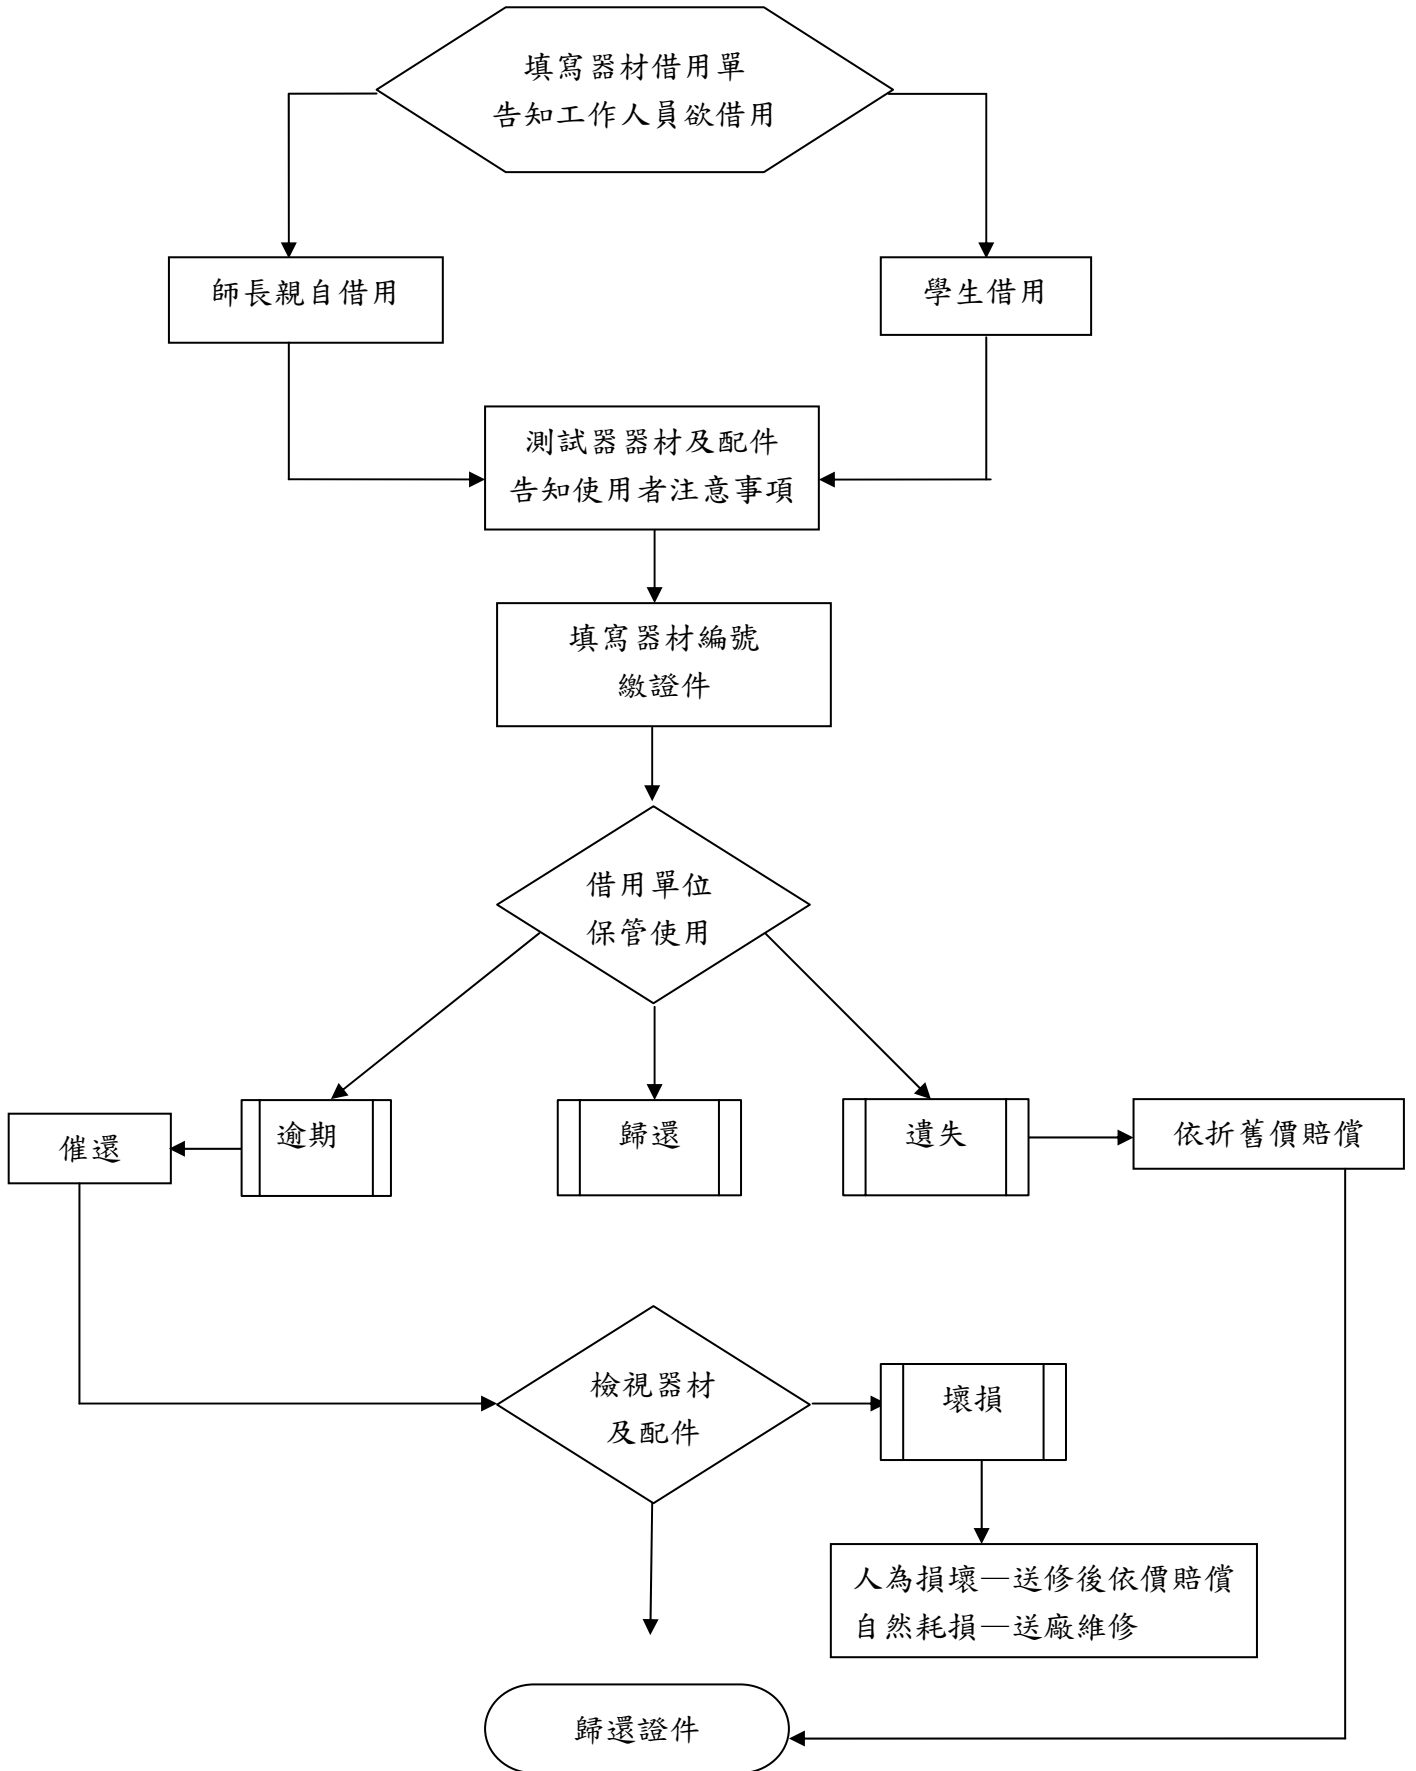 填寫器材借用單
告知工作人員欲借用
師長親自借用
學生借用
測試器器材及配件
告知使用者注意事項
填寫器材編號
繳證件
借用單位
保管使用
催還
逾期
歸還
遺失
依折舊價賠償
檢視器材
及配件
壞損
人為損壞—送修後依價賠償
自然耗損—送廠維修
歸還證件